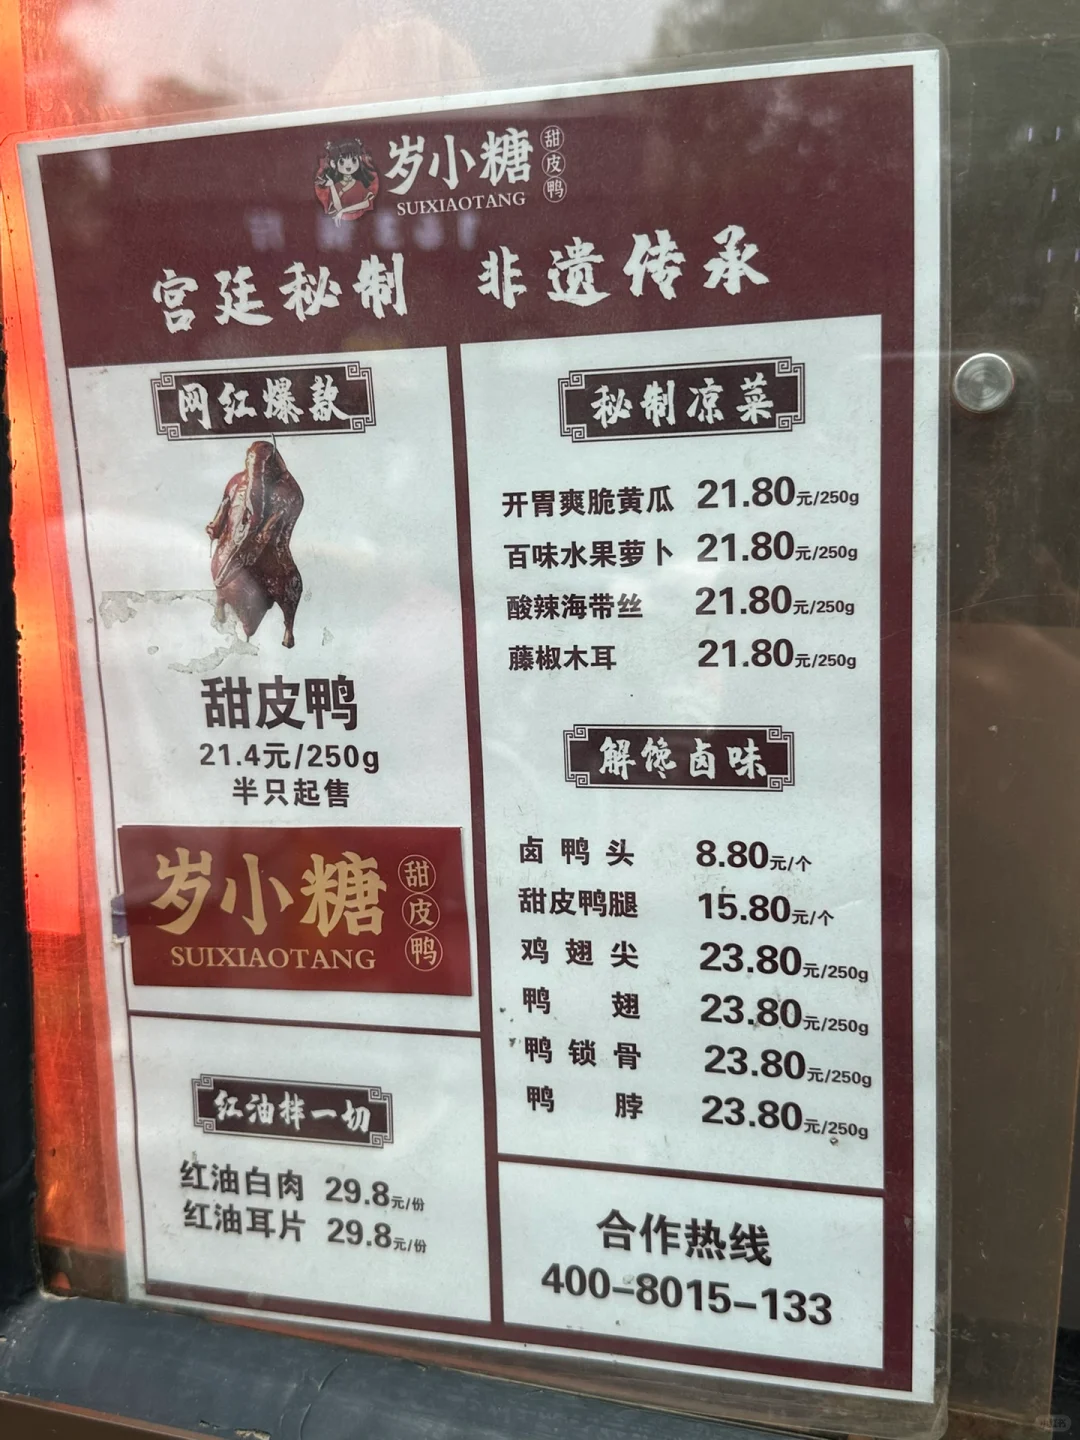 岁小糖 甜皮鸭
SUIXIAOTANG
宫廷秘制 非遗传承
网红爆款
甜皮鸭
21.4元/250g
半只起售
岁小糖 甜皮鸭
SUIXIAOTANG
红油拌一切
红油白肉 29.8元/份
红油耳片 29.8元/份
秘制凉菜
开胃爽脆黄瓜 21.80元/250g
百味水果萝卜 21.80元/250g
酸辣海带丝 21.80元/250g
藤椒木耳 21.80元/250g
解馋卤味
卤鸭头 8.80元/个
甜皮鸭腿 15.80元/个
鸡翅尖 23.80元/250g
鸭翅 23.80元/250g
鸭锁骨 23.80元/250g
鸭脖 23.80元/250g
合作热线
400-8015-133
小红书